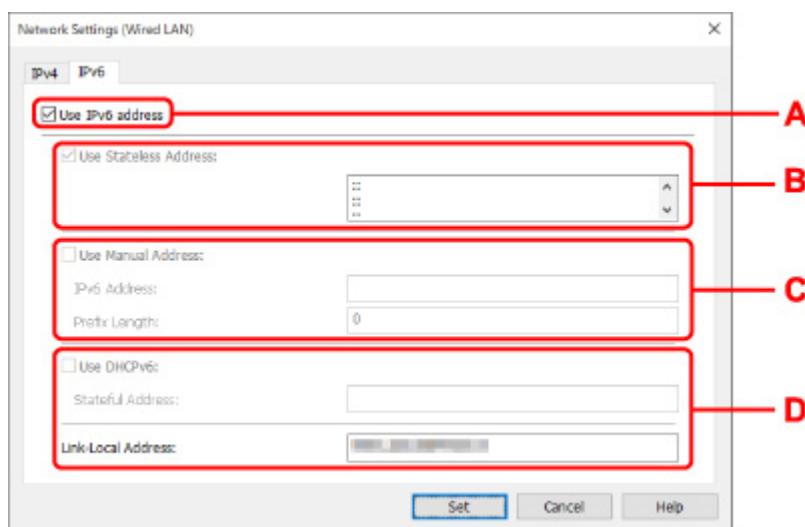 Network Settings (Wired LAN)
IPv4 IPv6
Use IPv6 address
A
Use Stateless Address:
::
::
::
B
Use Manual Address:
IPv6 Address:
Prefix Length: 0
C
Use DHCPv6:
Stateful Address:
D
Link-Local Address:
Set Cancel Help